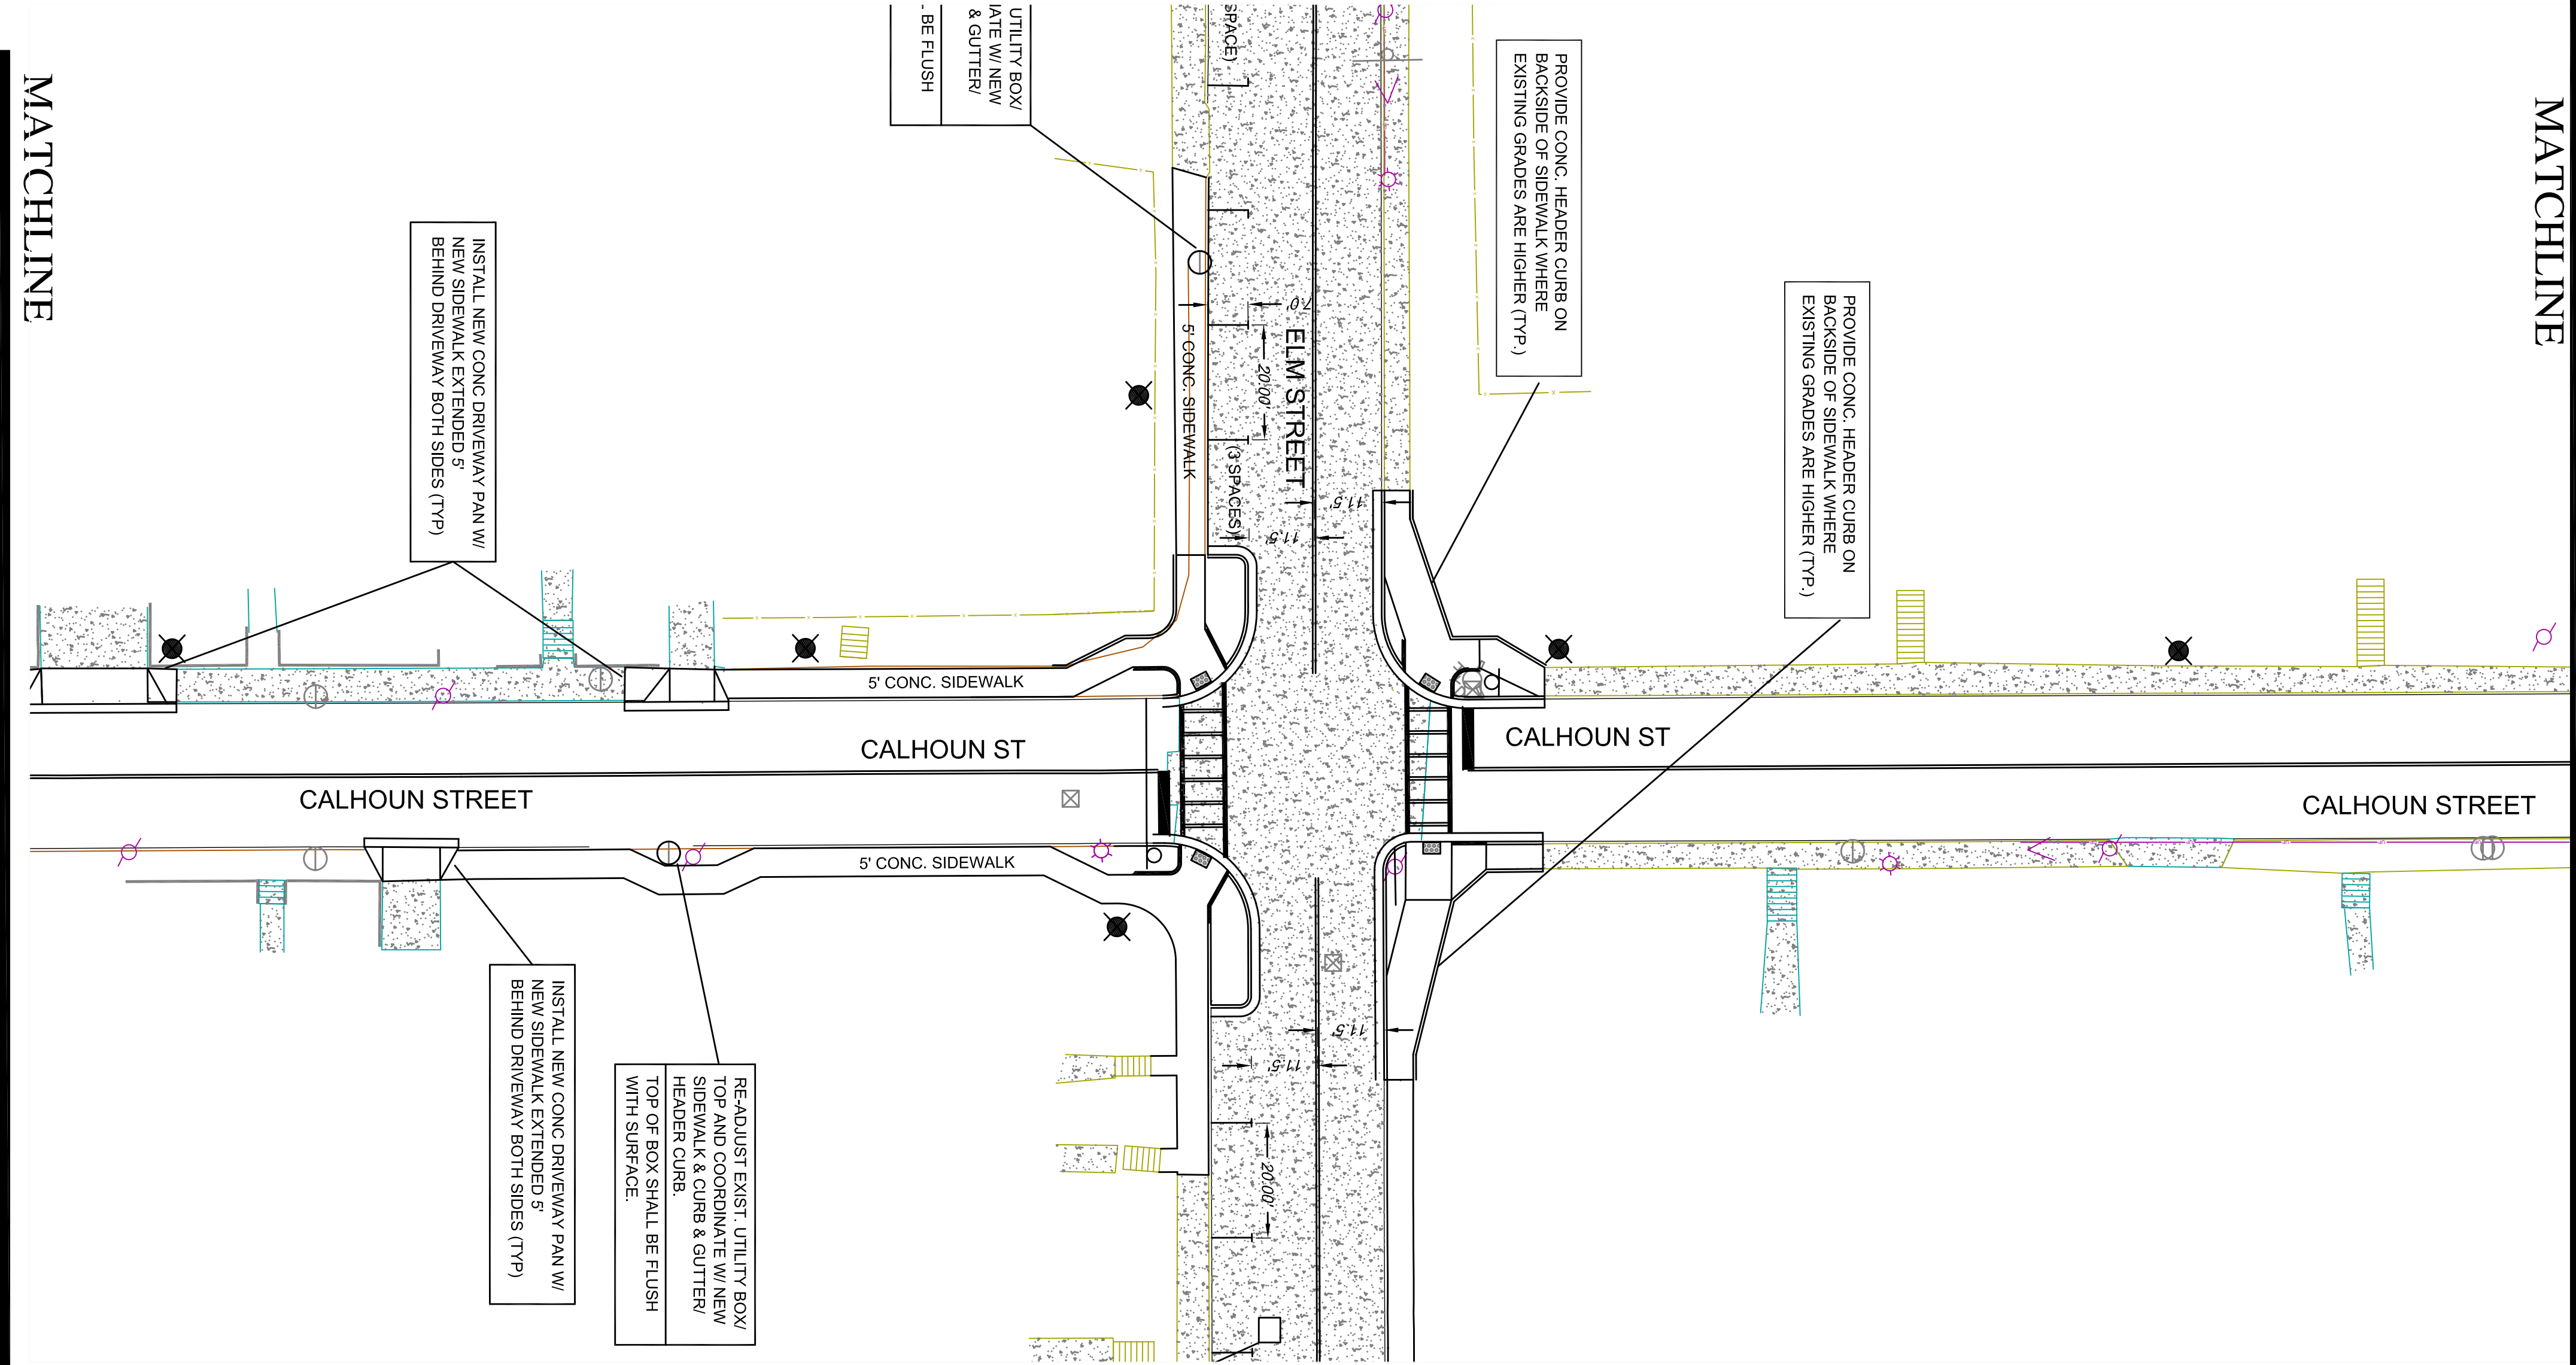 MATCHLINE
MATCHLINE
UTILITY BOX/
IATE W/ NEW
& GUTTER/
BE FLUSH
SPACE)
PROVIDE CONC. HEADER CURB ON
BACKSIDE OF SIDEWALK WHERE
EXISTING GRADES ARE HIGHER (TYP.)
PROVIDE CONC. HEADER CURB ON
BACKSIDE OF SIDEWALK WHERE
EXISTING GRADES ARE HIGHER (TYP.)
INSTALL NEW CONC DRIVEWAY PAN W/
NEW SIDEWALK EXTENDED 5'
BEHIND DRIVEWAY BOTH SIDES (TYP)
7.0'
5' CONC. SIDEWALK
20.00'
ELM STREET
(3 SPACES)
11.5'
11.5'
5' CONC. SIDEWALK
CALHOUN ST
CALHOUN ST
CALHOUN STREET
CALHOUN STREET
5' CONC. SIDEWALK
INSTALL NEW CONC DRIVEWAY PAN W/
NEW SIDEWALK EXTENDED 5'
BEHIND DRIVEWAY BOTH SIDES (TYP)
RE-ADJUST EXIST. UTILITY BOX/
TOP AND COORDINATE W/ NEW
SIDEWALK & CURB & GUTTER/
HEADER CURB.
TOP OF BOX SHALL BE FLUSH
WITH SURFACE.
11.5'
11.5'
20.00'